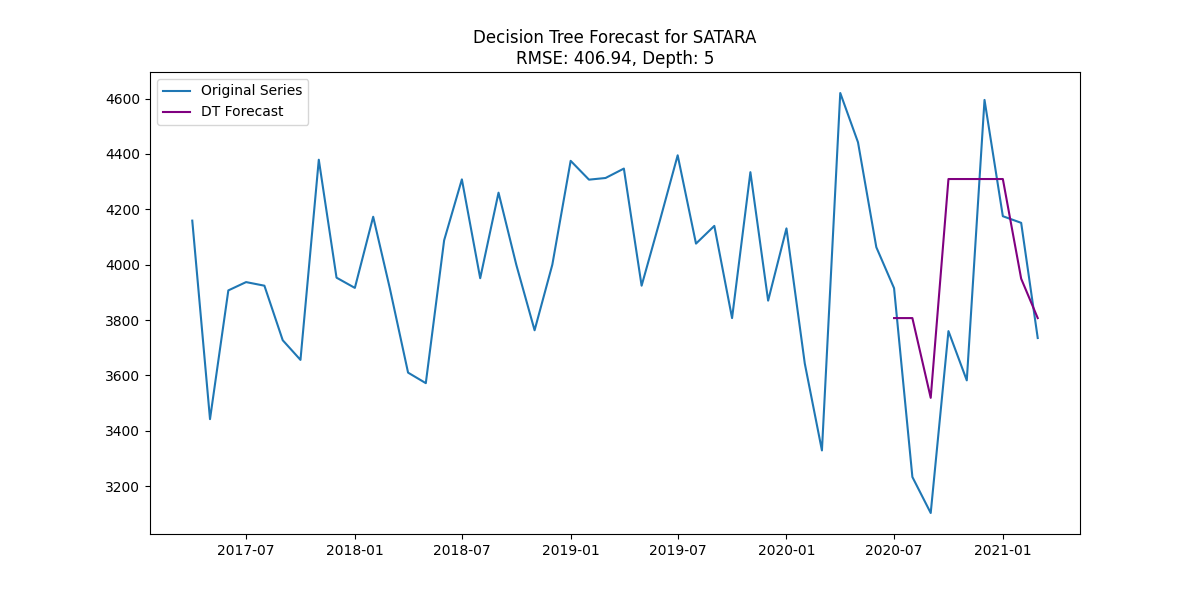 Decision Tree Forecast for SATARA
RMSE: 406.94, Depth: 5
Original Series
DT Forecast
4600
4400
4200
4000
3800
3600
3400
3200
2017-07 2018-01 2018-07 2019-01 2019-07 2020-01 2020-07 2021-01